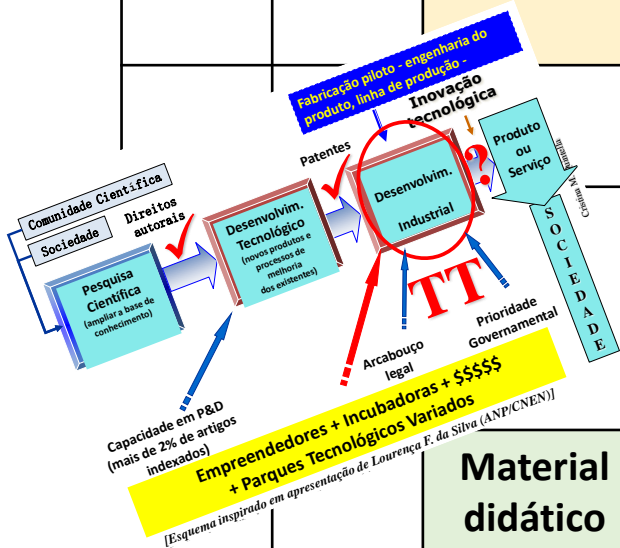 Fabricação piloto - engenharia do
produto, linha de produção -
Inovação
tecnológica
Patentes
Produto
ou
Serviço
Comunidade Científica
Sociedade
Direitos
autorais
Desenvolvim.
Tecnológico
(novos produtos e
processos de
melhoria
dos existentes)
Desenvolvim.
Industrial
?
Pesquisa
Científica
(ampliar a base de
conhecimento)
SOCIEDADE
TT
Cristina M.
Prioridade
Governamental
Arcabouço
legal
Capacidade em P&D
(mais de 2% de artigos
indexados)
Empreendedores + Incubadoras + $$$$$
+ Parques Tecnológicos Variados
[Esquema inspirado em apresentação de Lourença F. da Silva (ANP/CNEN)]
Material
didático